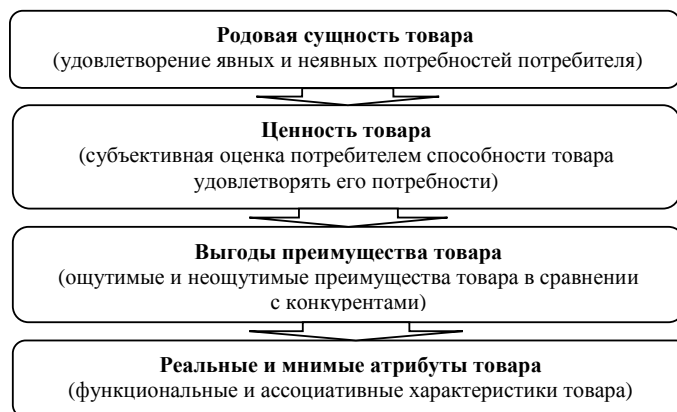 Родовая сущность товара
(удовлетворение явных и неявных потребностей потребителя)
Ценность товара
(субъективная оценка потребителем способности товара
удовлетворять его потребности)
Выгоды преимущества товара
(ощутимые и неощутимые преимущества товара в сравнении
с конкурентами)
Реальные и мнимые атрибуты товара
(функциональные и ассоциативные характеристики товара)